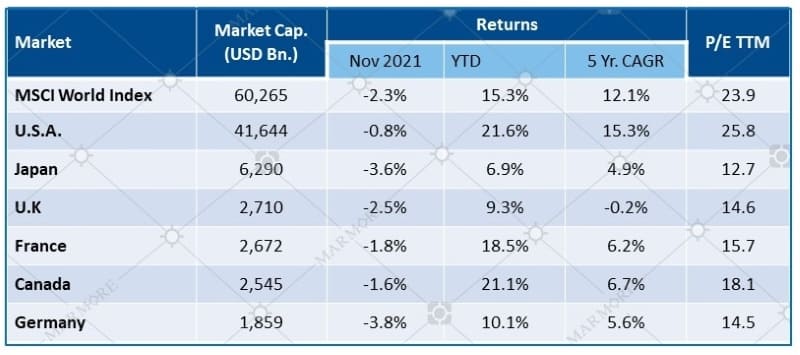 Market Market Cap. (USD Bn.) Returns P/E TTM
Nov 2021 YTD 5 Yr. CAGR
MSCI World Index 60,265 -2.3% 15.3% 12.1% 23.9
U.S.A. 41,644 -0.8% 21.6% 15.3% 25.8
Japan 6,290 -3.6% 6.9% 4.9% 12.7
U.K 2,710 -2.5% 9.3% -0.2% 14.6
France 2,672 -1.8% 18.5% 6.2% 15.7
Canada 2,545 -1.6% 21.1% 6.7% 18.1
Germany 1,859 -3.8% 10.1% 5.6% 14.5
MARMORE
MARMORE
MARMORE